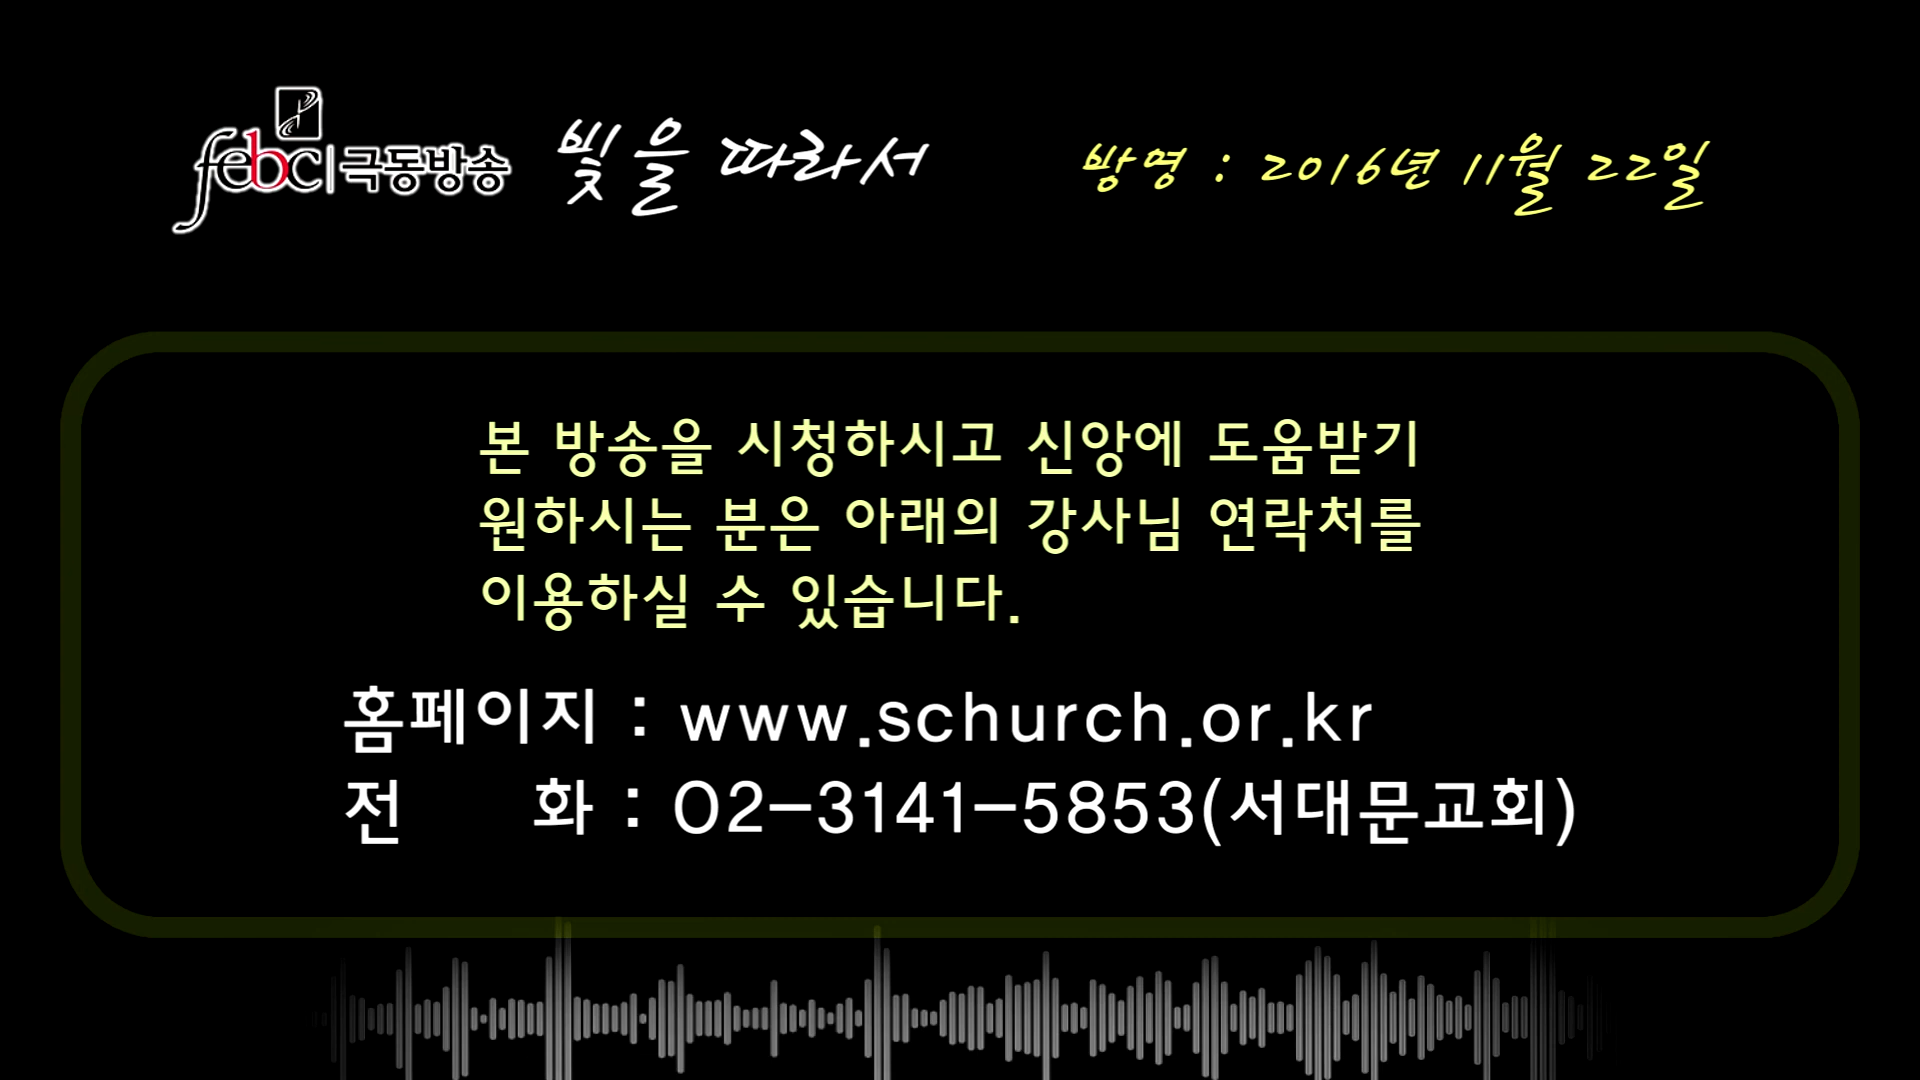 febc 극동방송 빛을 따라서 방영 : 2016년 11월 22일
본 방송을 시청하시고 신앙에 도움받기
원하시는 분은 아래의 강사님 연락처를
이용하실 수 있습니다.
홈페이지 : www.schurch.or.kr
전 화 : 02-3141-5853(서대문교회)